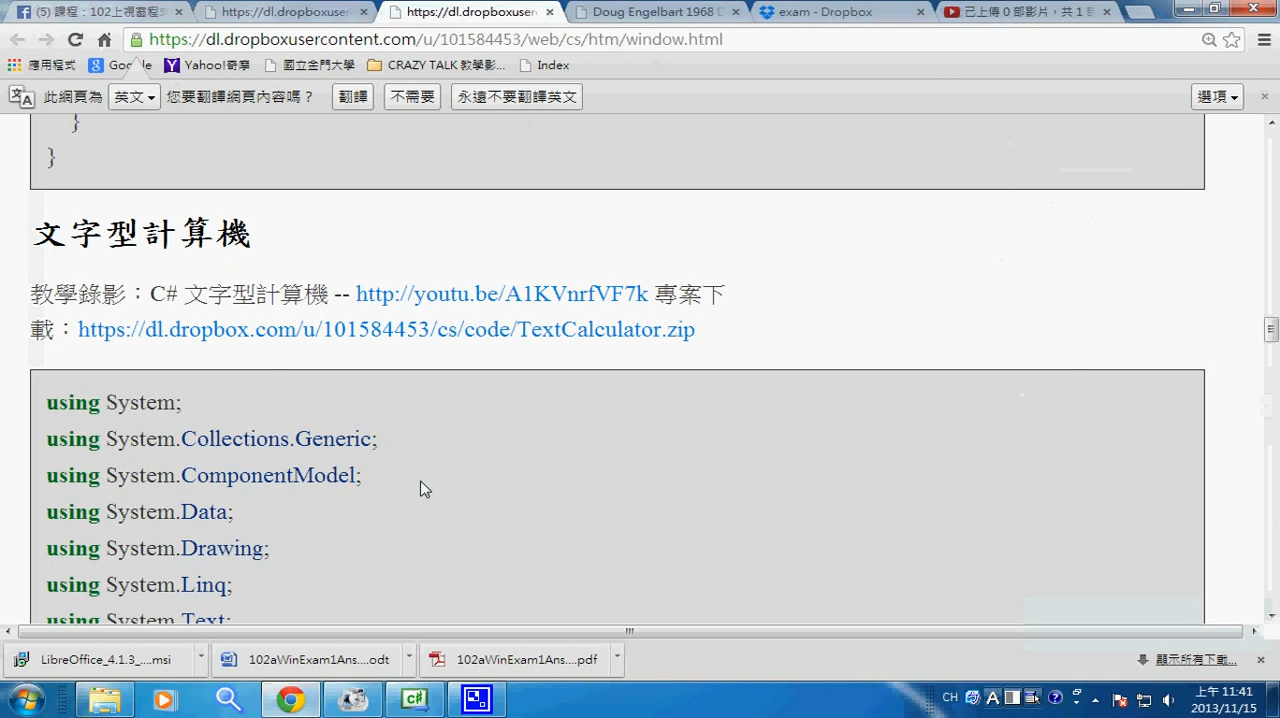 (5) 課程：102上視窗程式
https://dl.dropboxuser
https://dl.dropboxuser
Doug Engelbart 1968 D
exam - Dropbox
已上傳 0 部影片，共 1
https://dl.dropboxusercontent.com/u/101584453/web/cs/htm/window.html
應用程式
Google
Yahoo!奇摩
國立金門大學
CRAZY TALK 教學影...
Index
此網頁為 英文 您要翻譯網頁內容嗎？ 翻譯 不需要 永遠不要翻譯英文 選項
}
}
文字型計算機
教學錄影：C# 文字型計算機 -- http://youtu.be/A1KVnrfVF7k 專案下
載：https://dl.dropbox.com/u/101584453/cs/code/TextCalculator.zip
using System;
using System.Collections.Generic;
using System.ComponentModel;
using System.Data;
using System.Drawing;
using System.Linq;
using System.Text;
LibreOffice_4.1.3_....msi
102aWinExam1Ans....odt
102aWinExam1Ans....pdf
顯示所有下載...
CH
上午 11:41
2013/11/15